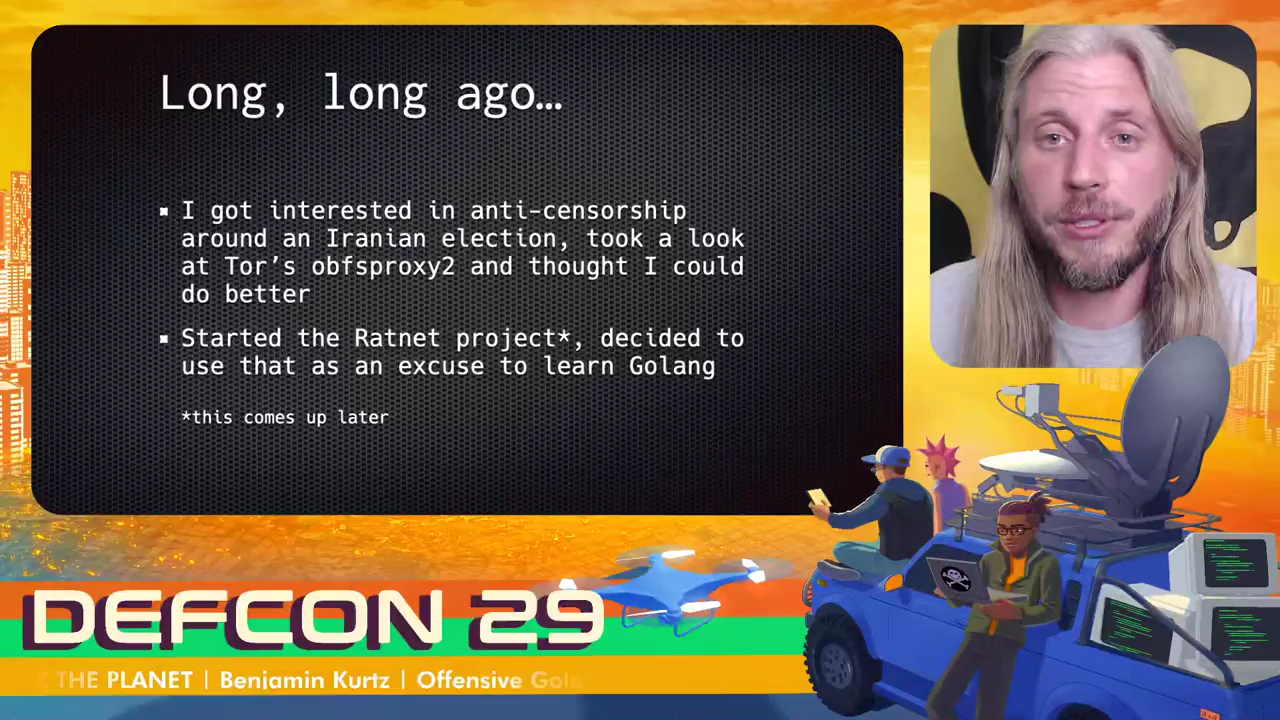 Long, long ago…
▪ I got interested in anti-censorship
around an Iranian election, took a look
at Tor’s obfsproxy2 and thought I could
do better
▪ Started the Ratnet project*, decided to
use that as an excuse to learn Golang
*this comes up later
DEFCON 29
THE PLANET | Benjamin Kurtz | Offensive